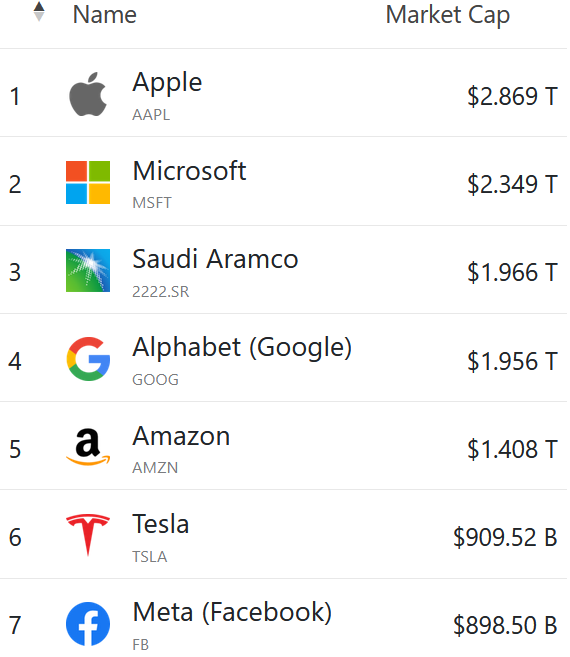 Name Market Cap
1 Apple $2.869 T
AAPL
2 Microsoft $2.349 T
MSFT
3 Saudi Aramco $1.966 T
2222.SR
4 Alphabet (Google) $1.956 T
GOOG
5 Amazon $1.408 T
AMZN
6 Tesla $909.52 B
TSLA
7 Meta (Facebook) $898.50 B
FB